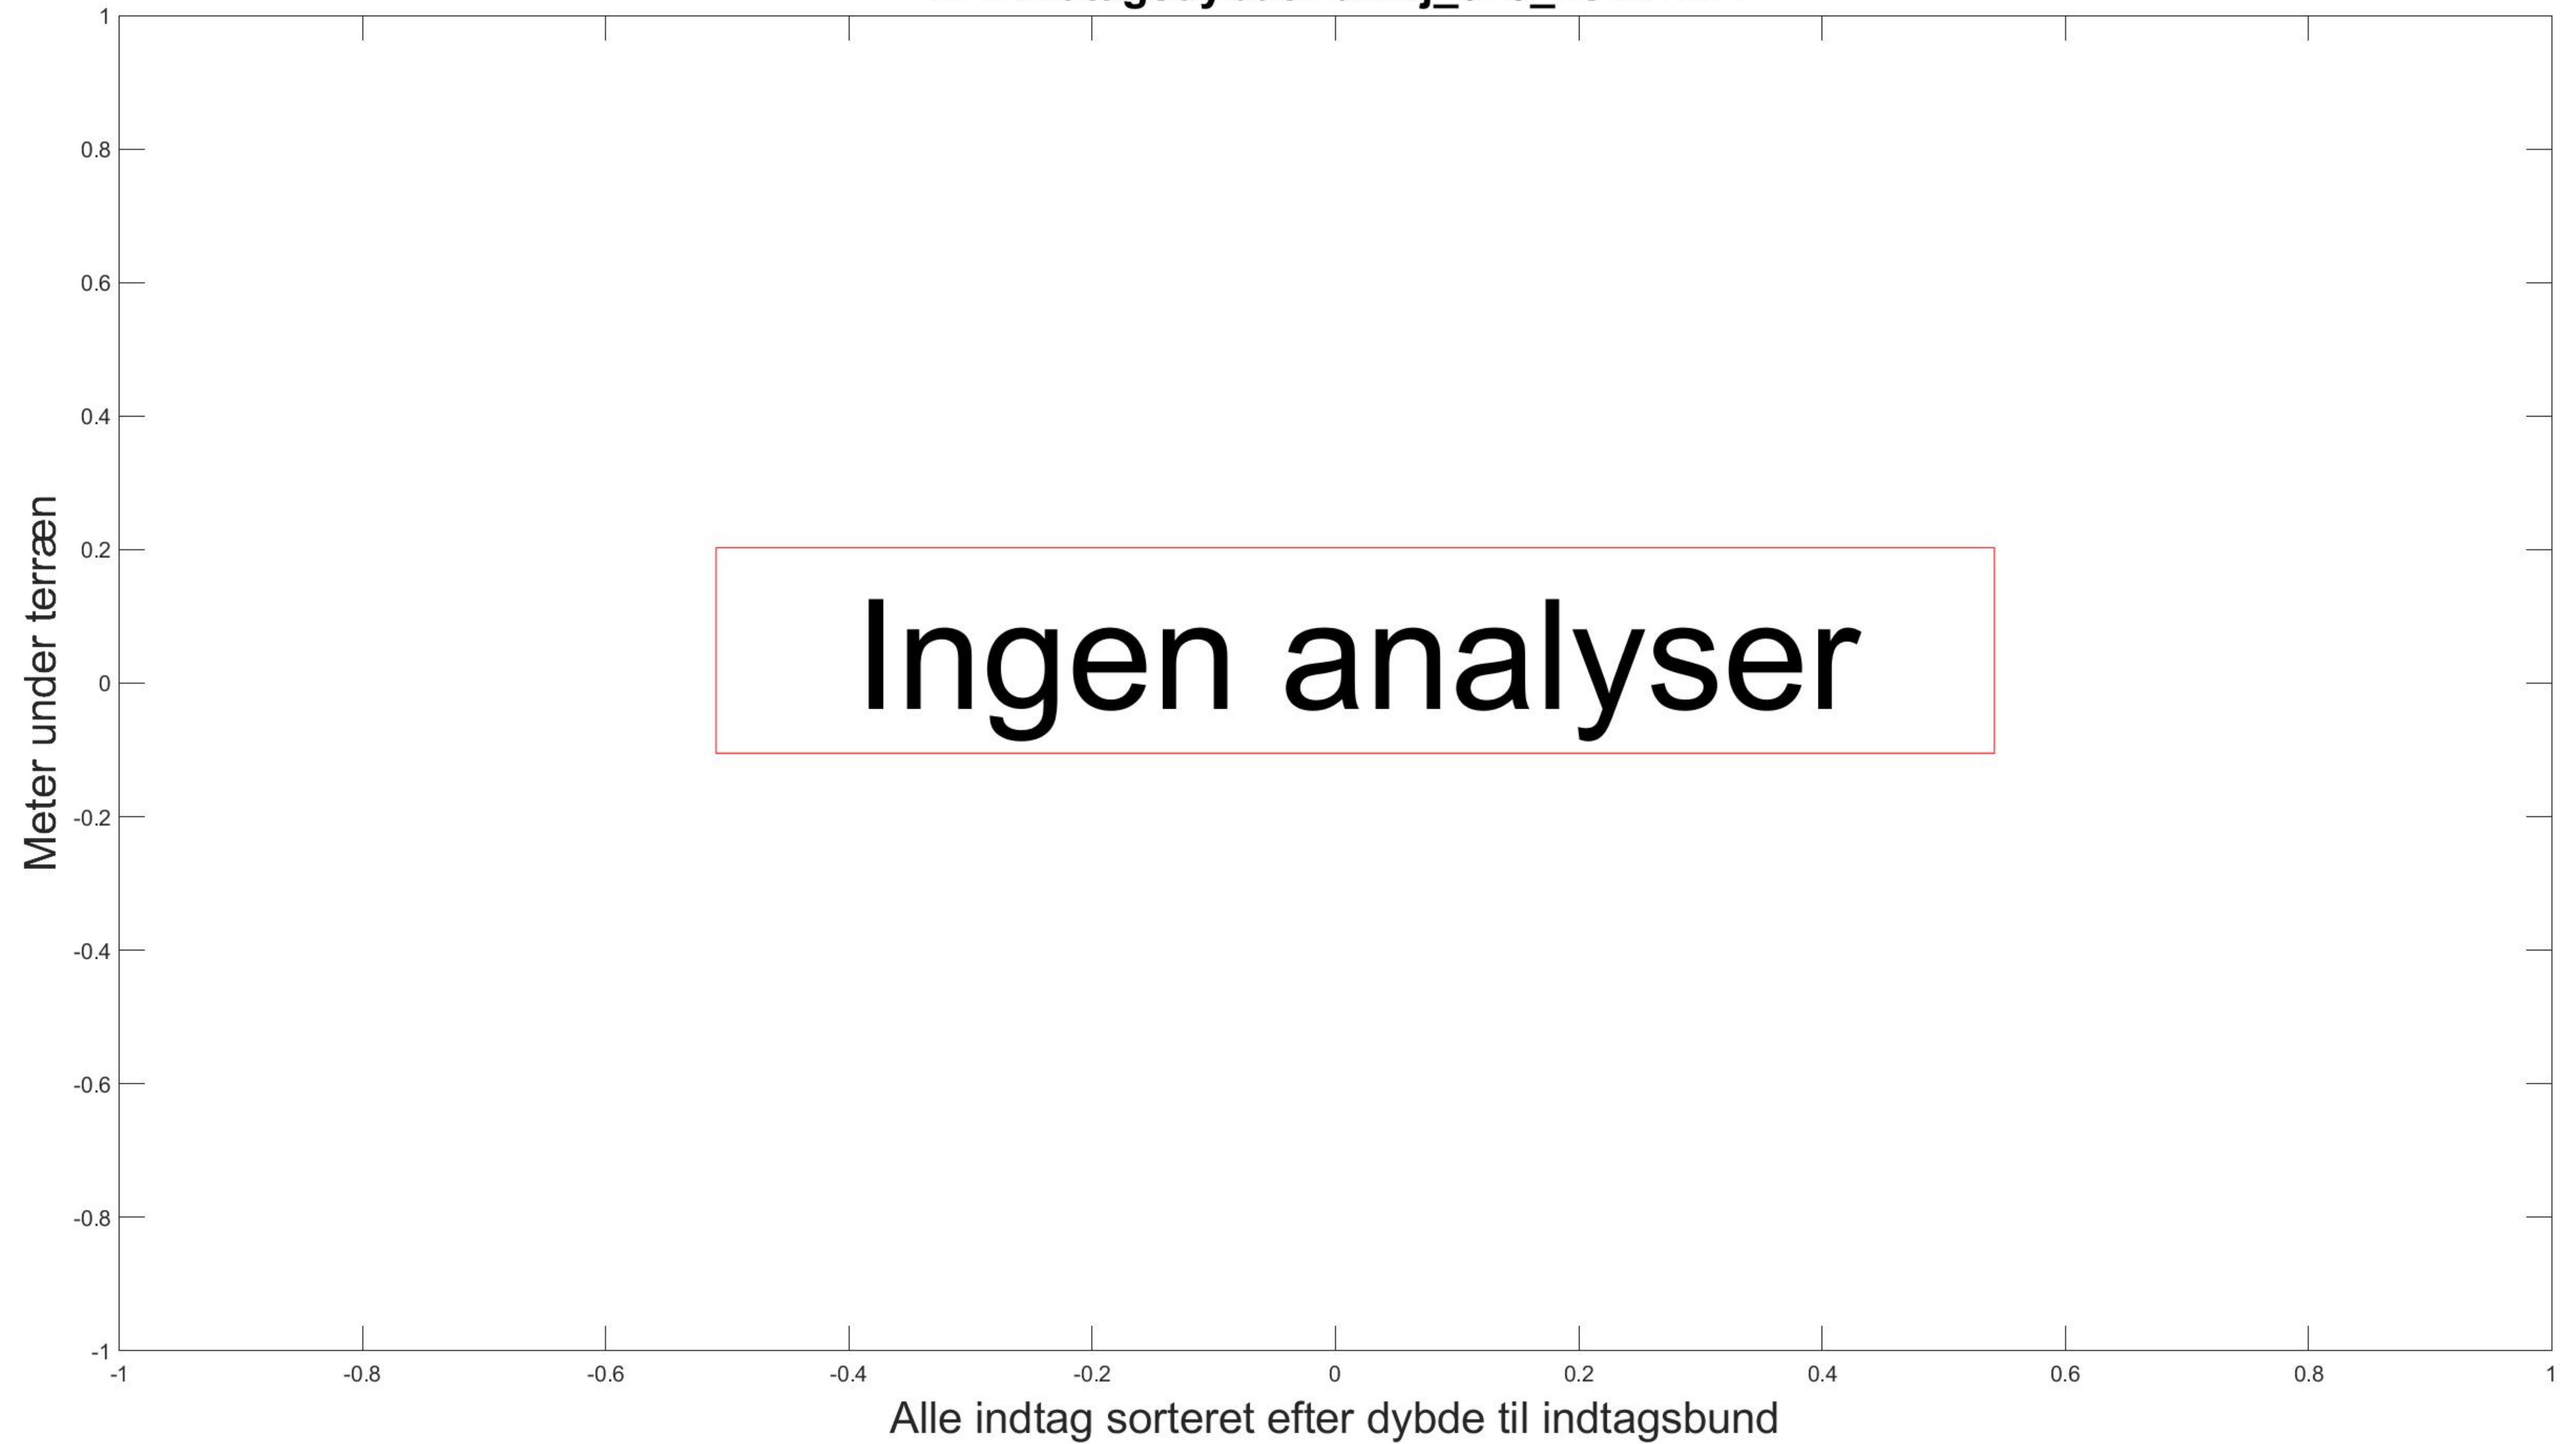 1
0.8
0.6
0.4
0.2
0
-0.2
-0.4
-0.6
-0.8
-1
Meter under terræn
Ingen analyser
-1 -0.8 -0.6 -0.4 -0.2 0 0.2 0.4 0.6 0.8 1
Alle indtag sorteret efter dybde til indtagsbund